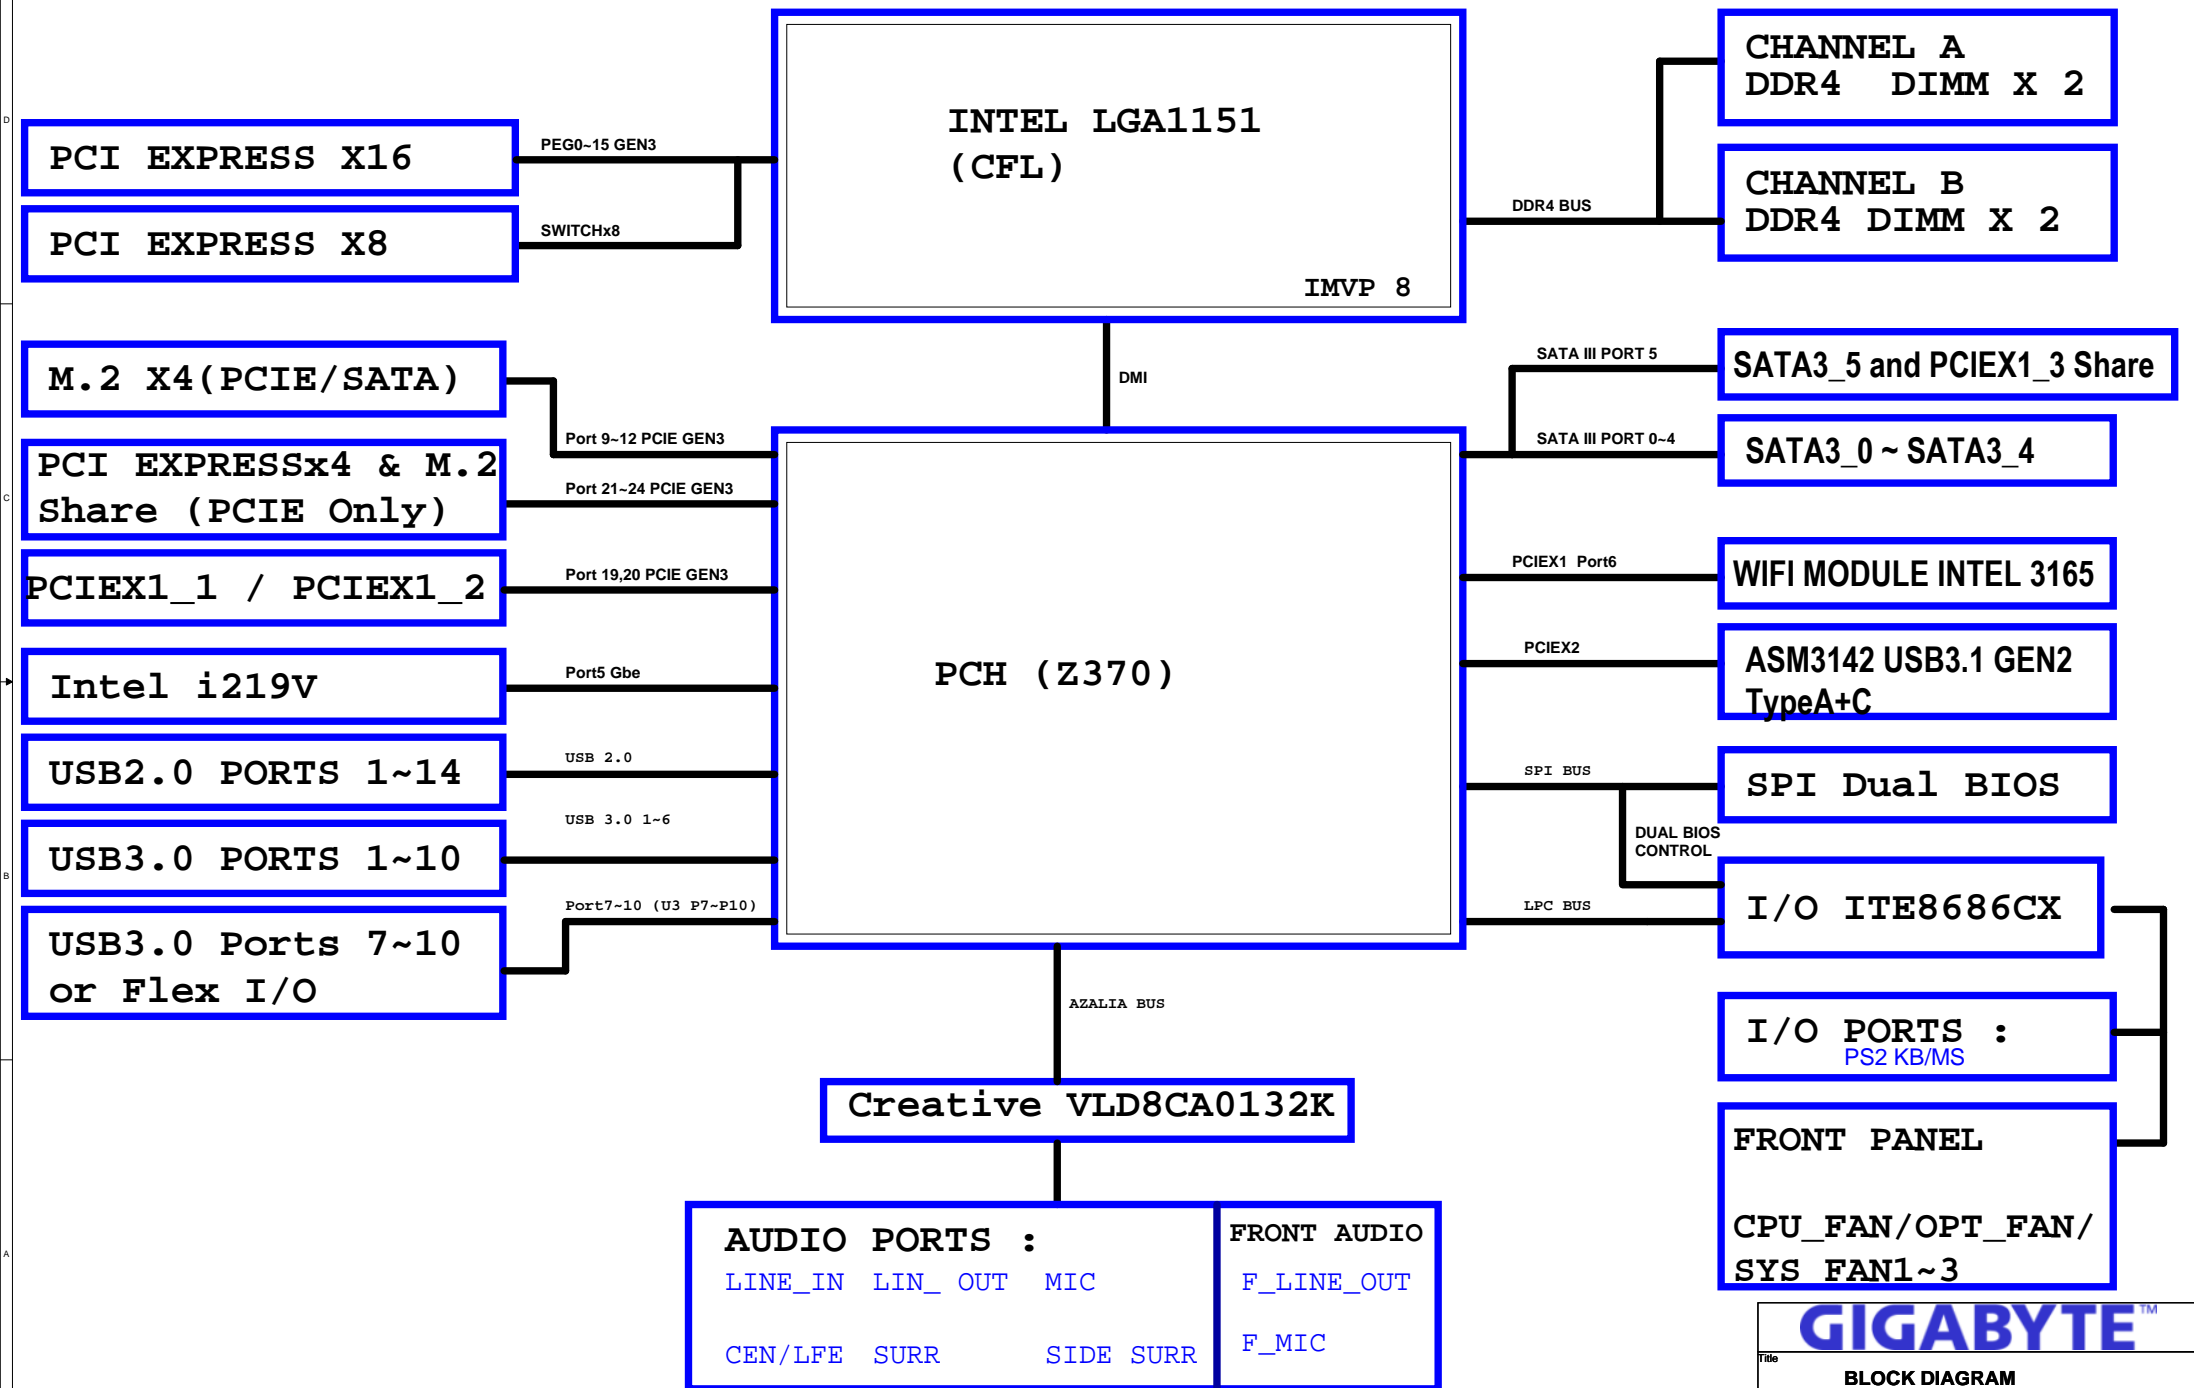 INTEL LGA1151
(CFL)
IMVP 8
CHANNEL A
DDR4 DIMM X 2
CHANNEL B
DDR4 DIMM X 2
DDR4 BUS
D
PCI EXPRESS X16
PEG0~15 GEN3
PCI EXPRESS X8
SWITCHx8
DMI
M.2 X4(PCIE/SATA)
Port 9~12 PCIE GEN3
C
PCI EXPRESSx4 & M.2
Share (PCIE Only)
Port 21~24 PCIE GEN3
PCIEX1_1 / PCIEX1_2
Port 19,20 PCIE GEN3
Intel i219V
Port5 Gbe
USB2.0 PORTS 1~14
USB 2.0
B
USB3.0 PORTS 1~10
USB 3.0 1~6
USB3.0 Ports 7~10
or Flex I/O
Port7~10 (U3 P7~P10)
PCH (Z370)
SATA III PORT 5
SATA3_5 and PCIEX1_3 Share
SATA III PORT 0~4
SATA3_0 ~ SATA3_4
PCIEX1 Port6
WIFI MODULE INTEL 3165
PCIEX2
ASM3142 USB3.1 GEN2
TypeA+C
SPI BUS
SPI Dual BIOS
DUAL BIOS
CONTROL
LPC BUS
I/O ITE8686CX
I/O PORTS :
PS2 KB/MS
FRONT PANEL
CPU_FAN/OPT_FAN/
SYS FAN1~3
AZALIA BUS
Creative VLD8CA0132K
A
AUDIO PORTS :
LINE_IN LIN_ OUT MIC
CEN/LFE SURR SIDE SURR
FRONT AUDIO
F_LINE_OUT
F_MIC
GIGABYTE™
Title
BLOCK DIAGRAM